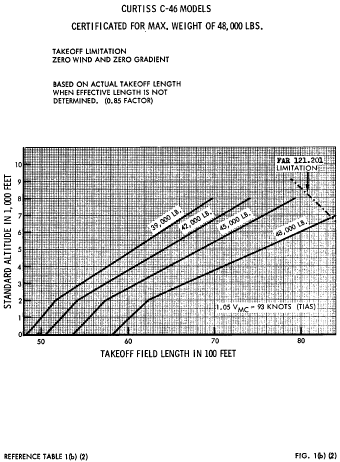 CURTISS C-46 MODELS
CERTIFICATED FOR MAX. WEIGHT OF 48,000 LBS.
TAKEOFF LIMITATION
ZERO WIND AND ZERO GRADIENT
BASED ON ACTUAL TAKEOFF LENGTH
WHEN EFFECTIVE LENGTH IS NOT
DETERMINED. (0.85 FACTOR)
FAR 121.201
LIMITATION
10
9
8
7
6
5
4
3
2
1
0
STANDARD ALTITUDE IN 1,000 FEET
39,000 LB.
42,000 LB.
45,000 LB.
48,000 LB.
1.05 VMC = 93 KNOTS (TIAS)
50 60 70 80
TAKEOFF FIELD LENGTH IN 100 FEET
REFERENCE TABLE 1(b) (2)
FIG. 1(b) (2)